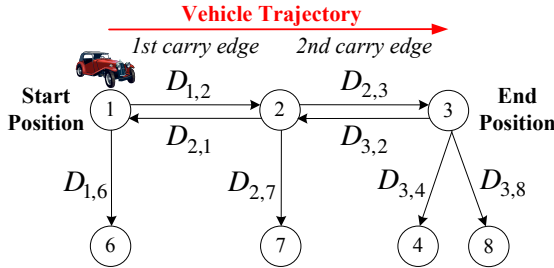 Vehicle Trajectory
1st carry edge 2nd carry edge
Start Position
1 D1,2 2 D2,3 3
End Position
D2,1 D3,2
D1,6 D2,7 D3,4 D3,8
6 7 4 8